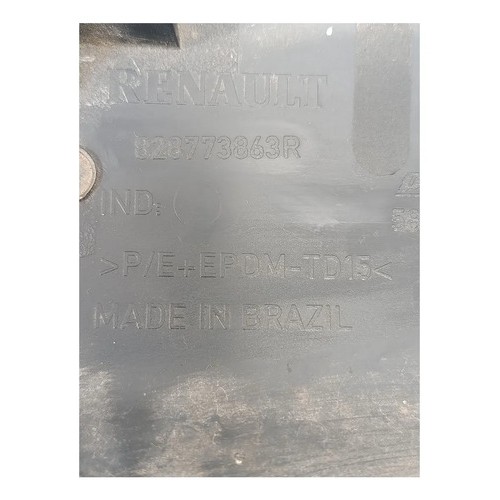 RENAULT
828773863R
IND:
>P/E+EPDM-TD15<
MADE IN BRAZIL